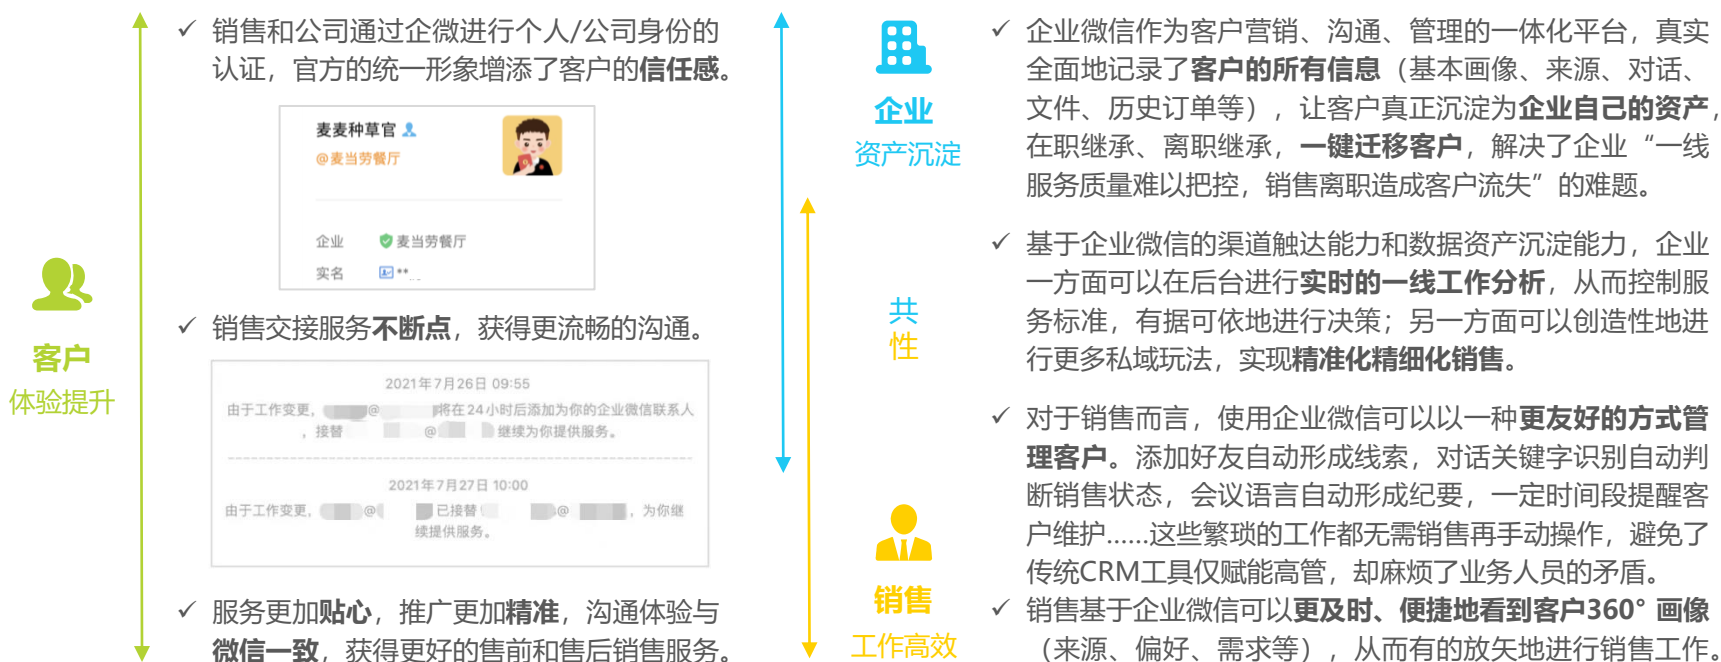 客户
体验提升
✓ 销售和公司通过企微进行个人/公司身份的
认证，官方的统一形象增添了客户的信任感。
麦麦种草官
@麦当劳餐厅
企业 麦当劳餐厅
实名 **
✓ 销售交接服务不断点，获得更流畅的沟通。
2021年7月26日 09:55
由于工作变更，@将在24小时后添加为你的企业微信联系人
，接替@继续为你提供服务。
2021年7月27日 10:00
由于工作变更，@已接替@，为你继
续提供服务。
✓ 服务更加贴心，推广更加精准，沟通体验与
微信一致，获得更好的售前和售后销售服务。
企业
资产沉淀
共
性
销售
工作高效
✓ 企业微信作为客户营销、沟通、管理的一体化平台，真实
全面地记录了客户的所有信息（基本画像、来源、对话、
文件、历史订单等），让客户真正沉淀为企业自己的资产，
在职继承、离职继承，一键迁移客户，解决了企业“一线
服务质量难以把控，销售离职造成客户流失”的难题。
✓ 基于企业微信的渠道触达能力和数据资产沉淀能力，企业
一方面可以在后台进行实时的一线工作分析，从而控制服
务标准，有据可依地进行决策；另一方面可以创造性地进
行更多私域玩法，实现精准化精细化销售。
✓ 对于销售而言，使用企业微信可以以一种更友好的方式管
理客户。添加好友自动形成线索，对话关键字识别自动判
断销售状态，会议语言自动形成纪要，一定时间段提醒客
户维护......这些繁琐的工作都无需销售再手动操作，避免了
传统CRM工具仅赋能高管，却麻烦了业务人员的矛盾。
✓ 销售基于企业微信可以更及时、便捷地看到客户360°画像
（来源、偏好、需求等），从而有的放矢地进行销售工作。